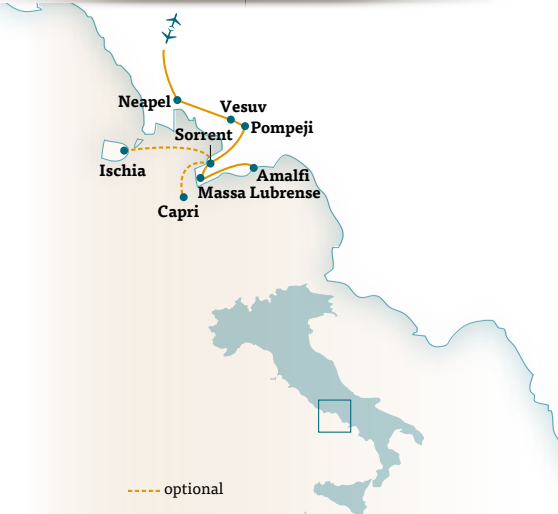 Neapel
Vesuv
Pompeji
Sorrent
Ischia
Amalfi
Massa Lubrense
Capri
optional